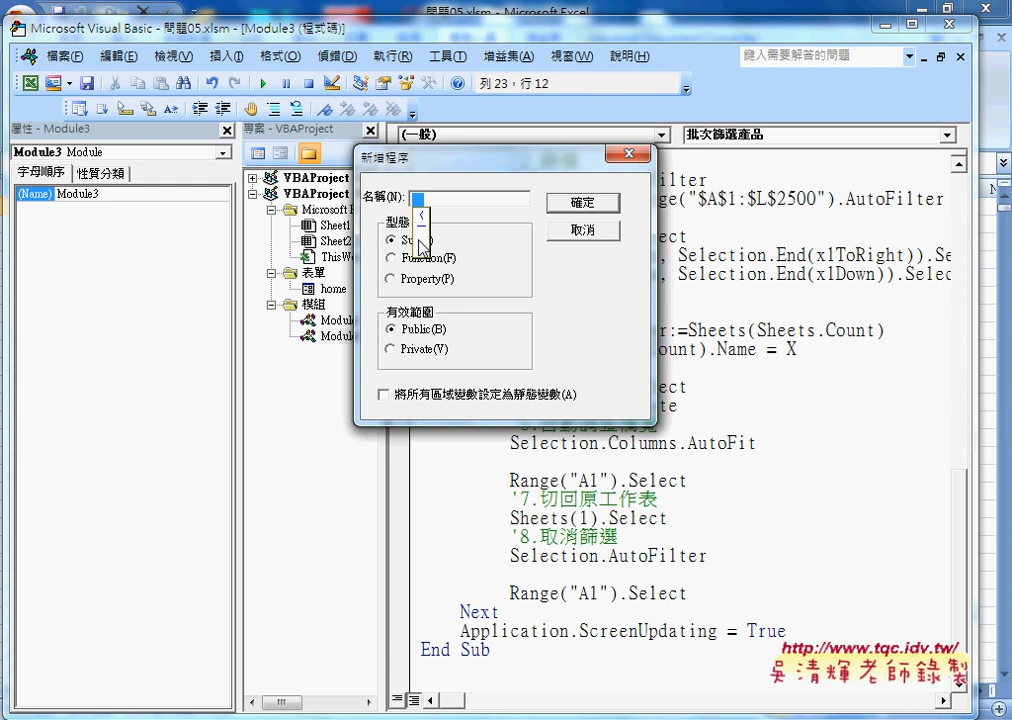 問題05.xlsm - Microsoft Excel
Microsoft Visual Basic - 問題05.xlsm - [Module3 (程式碼)]
檔案(F) 編輯(E) 檢視(V) 插入(I) 格式(O) 偵錯(D) 執行(R) 工具(T) 增益集(A) 視窗(W) 說明(H) 鍵入需要解答的問題
列 23，行 12
屬性 - Module3
Module3 Module
字母順序 性質分類
(Name) Module3
專案 - VBAProject
VBAProject
VBAProject
Microsoft E
Sheet1
Sheet2
ThisW
表單
home
模組
Modul
Modul
(一般) 批次篩選產品
新增程序
名稱(N):
ㄑ
型態
Function(F)
Property(P)
有效範圍
Public(B)
Private(V)
將所有區域變數設定為靜態變數(A)
確定
取消
ilter
ge("$A$1:$L$2500").AutoFilter
ect
, Selection.End(xlToRight)).Se
, Selection.End(xlDown)).Selec
r:=Sheets(Sheets.Count)
ount).Name = X
ect
te
Selection.Columns.AutoFit
Range("A1").Select
'7.切回原工作表
Sheets(1).Select
'8.取消篩選
Selection.AutoFilter
Range("A1").Select
Next
Application.ScreenUpdating = True
End Sub
http://www.tqc.idv.tw/
吳清輝老師錄製